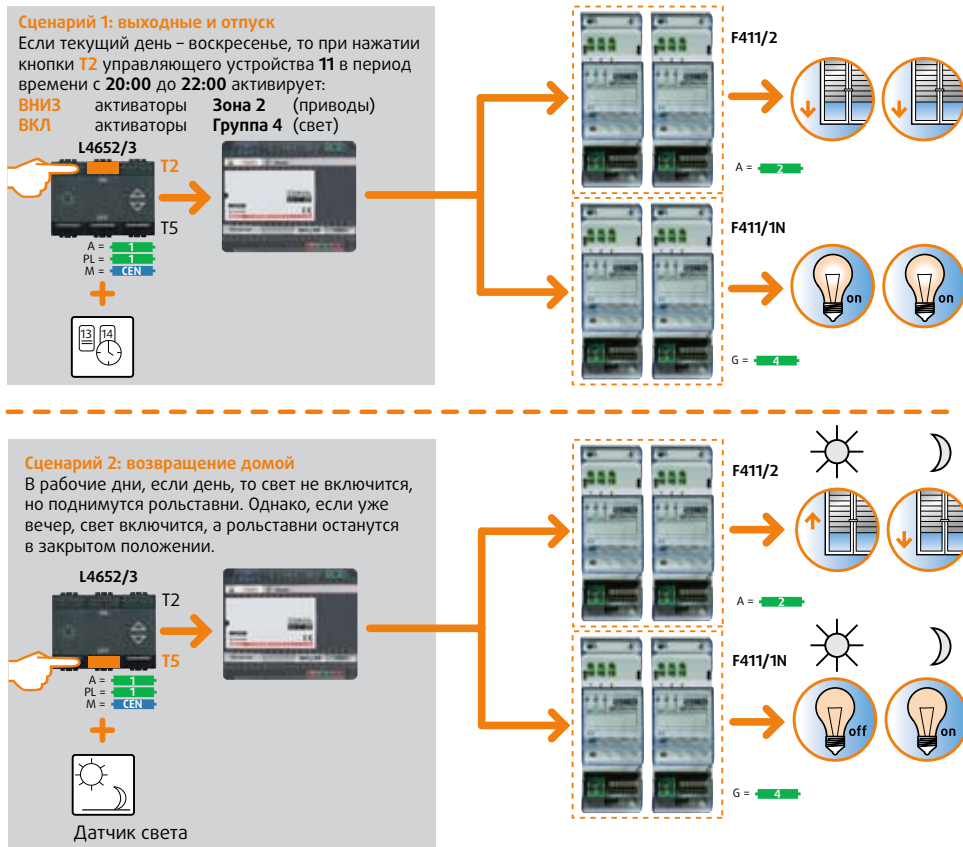 Сценарий 1: выходные и отпуск
Если текущий день – воскресенье, то при нажатии
кнопки T2 управляющего устройства 11 в период
времени с 20:00 до 22:00 активирует:
ВНИЗ активаторы Зона 2 (приводы)
ВКЛ активаторы Группа 4 (свет)
L4652/3
T2
T5
A = 1
PL = 1
M = CEN
13 14
F411/2
A = 2
F411/1N
on
on
G = 4
Сценарий 2: возвращение домой
В рабочие дни, если день, то свет не включится,
но поднимутся рольставни. Однако, если уже
вечер, свет включится, а рольставни останутся
в закрытом положении.
L4652/3
T2
T5
A = 1
PL = 1
M = CEN
Датчик света
F411/2
A = 2
F411/1N
off
on
G = 4